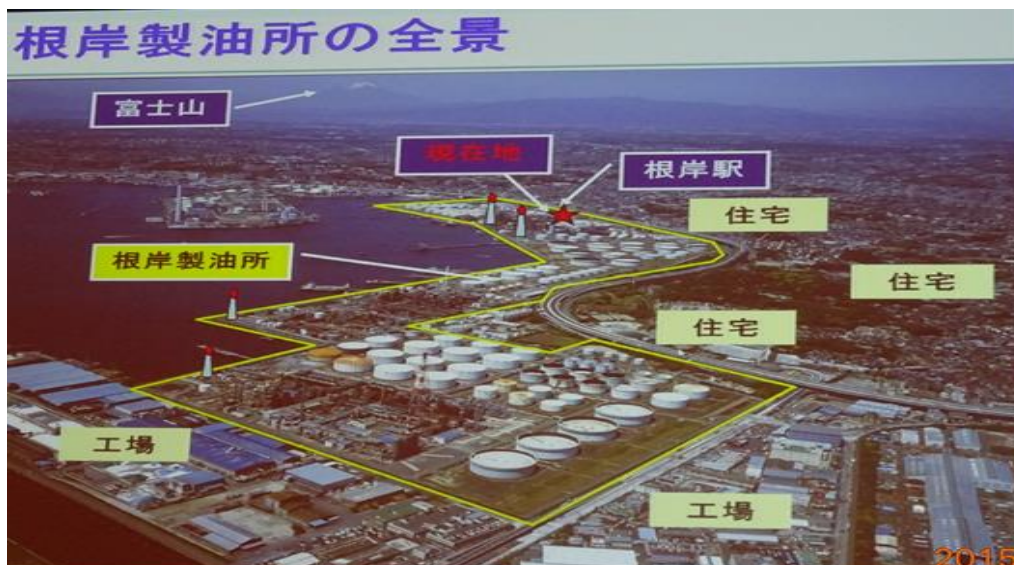 根岸製油所の全景
富士山
現在地
根岸駅
住宅
根岸製油所
住宅
住宅
工場
工場
2015